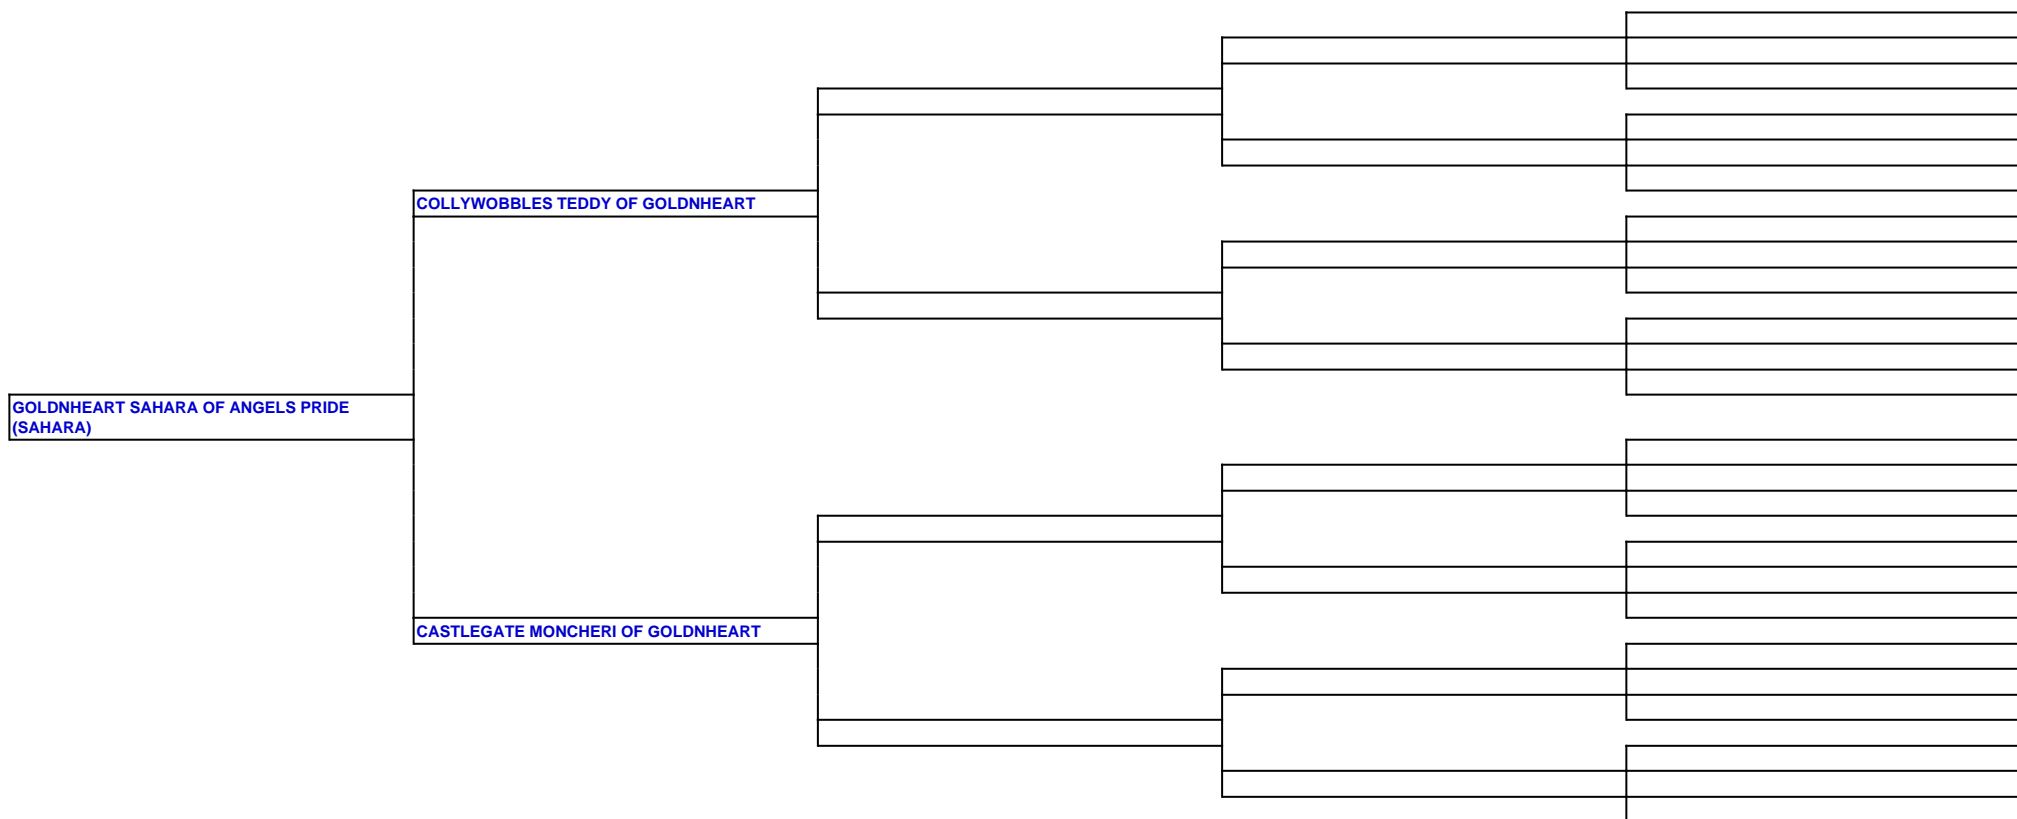 COLLYWOBBLES TEDDY OF GOLDNHEART
GOLDNHEART SAHARA OF ANGELS PRIDE
(SAHARA)
CASTLEGATE MONCHERI OF GOLDNHEART